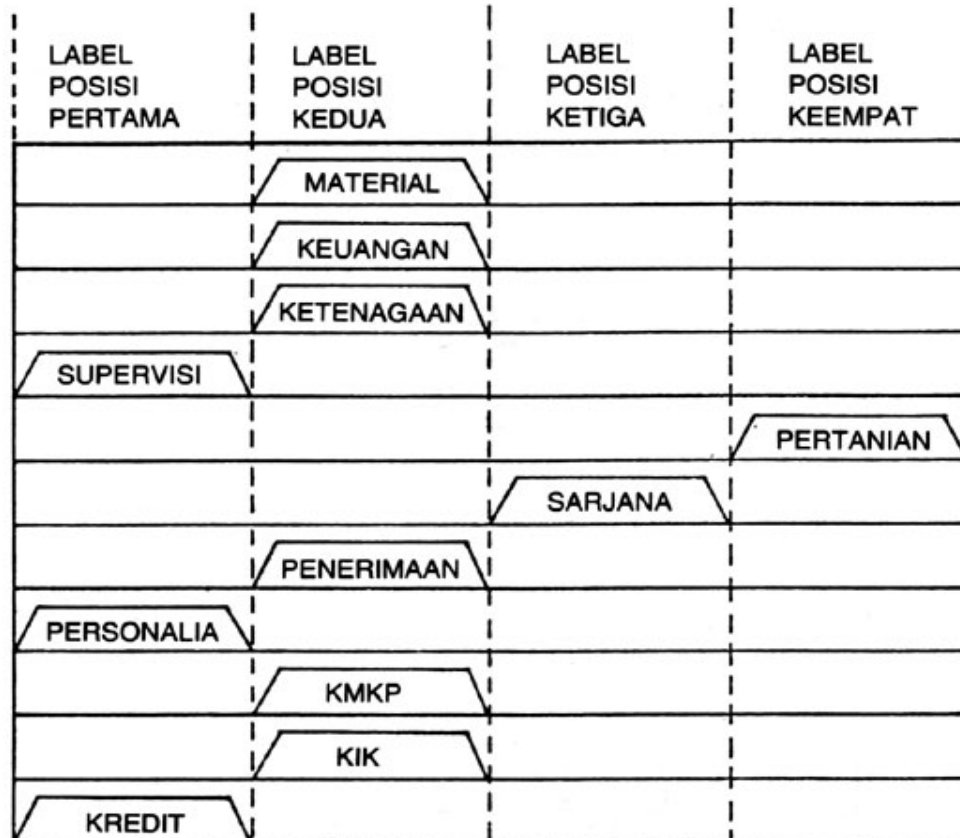 LABEL POSISI PERTAMA
LABEL POSISI KEDUA
LABEL POSISI KETIGA
LABEL POSISI KEEMPAT
MATERIAL
KEUANGAN
KETENAGAAN
SUPERVISI
PERTANIAN
SARJANA
PENERIMAAN
PERSONALIA
KMKP
KIK
KREDIT